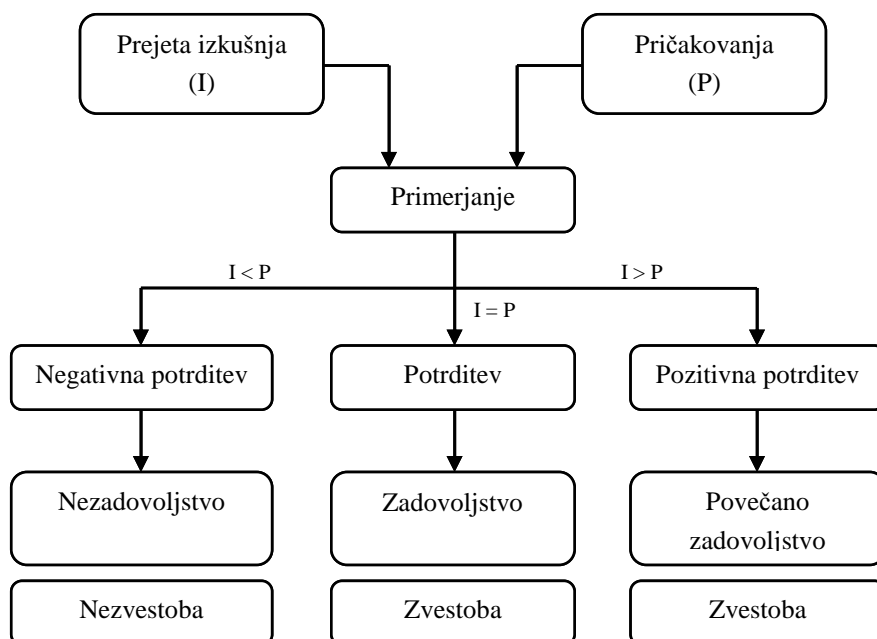 Prejeta izkušnja
(I)
Pričakovanja
(P)
Primerjanje
I < P
I > P
I = P
Negativna potrditev
Potrditev
Pozitivna potrditev
Nezadovoljstvo
Zadovoljstvo
Povečano
zadovoljstvo
Nezvestoba
Zvestoba
Zvestoba